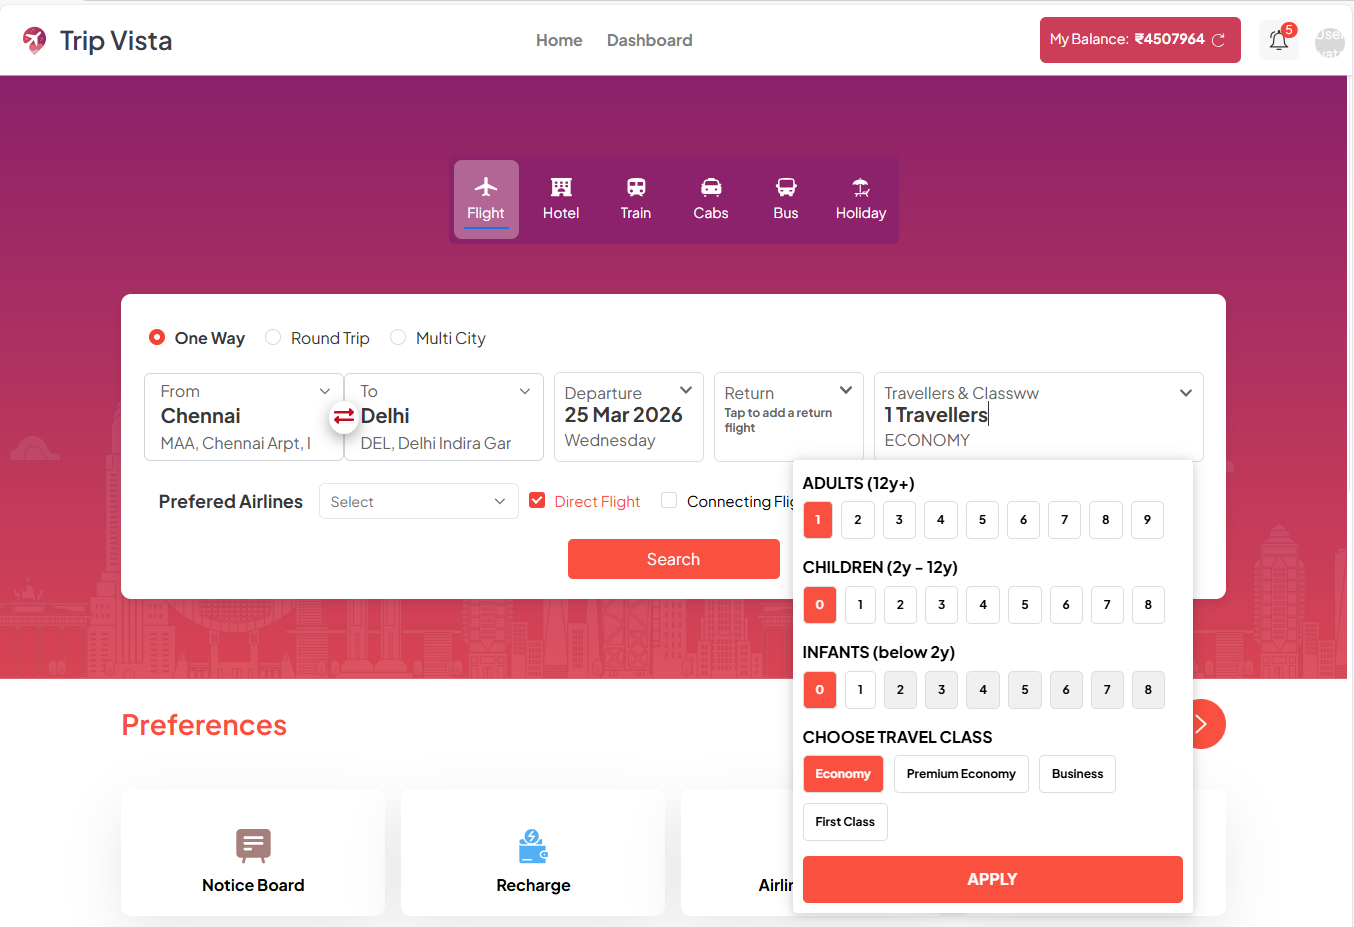 Trip Vista
Home
Dashboard
My Balance: ₹4507964
5
Flight
Hotel
Train
Cabs
Bus
Holiday
One Way
Round Trip
Multi City
From
Chennai
MAA, Chennai Arpt, I
To
Delhi
DEL, Delhi Indira Gar
Departure
25 Mar 2026
Wednesday
Return
Tap to add a return
flight
Travellers & Classww
1 Travellers
ECONOMY
Prefered Airlines
Select
Direct Flight
Connecting Flig
Search
ADULTS (12y+)
1 2 3 4 5 6 7 8 9
CHILDREN (2y - 12y)
0 1 2 3 4 5 6 7 8
INFANTS (below 2y)
0 1 2 3 4 5 6 7 8
CHOOSE TRAVEL CLASS
Economy
Premium Economy
Business
First Class
APPLY
Preferences
Notice Board
Recharge
Airlin